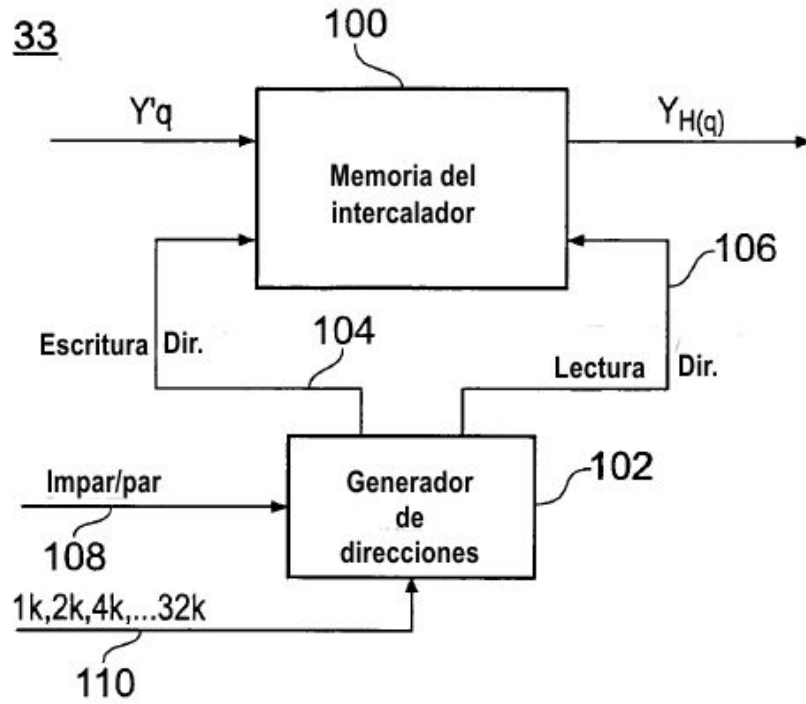 33
100
Y'q
Y_H(q)
Memoria del
intercalador
106
Escritura Dir.
104
Lectura Dir.
102
Impar/par
Generador
de
direcciones
108
1k,2k,4k,...32k
110